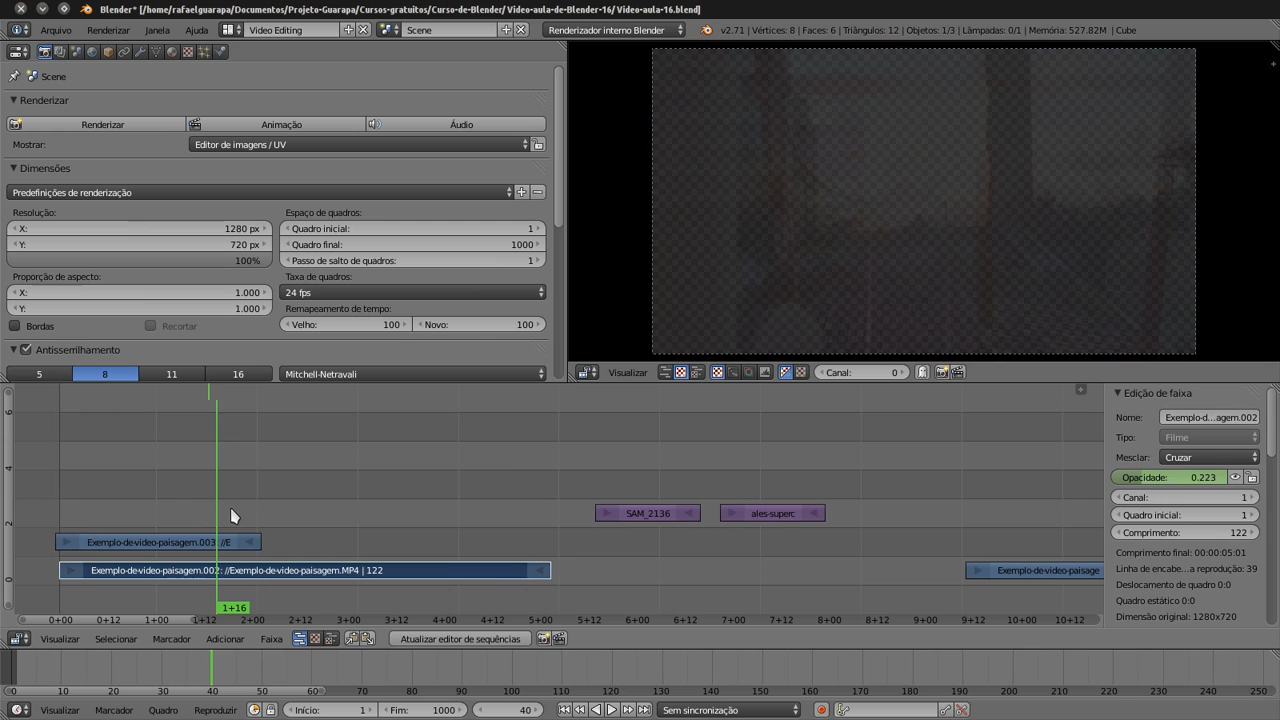 Blender* [/home/rafaelguarapa/Documentos/Projeto-Guarapa/Cursos-gratuitos/Curso-de-Blender/ Video-aula-de-Blender-16/ Video-aula-16.blend]
Arquivo Renderizar Janela Ajuda Video Editing Scene Renderizador interno Blender v2.71 | Vértices: 8 | Faces: 6 | Triângulos: 12 | Objetos: 1/3 | Lâmpadas: 0/1 | Memória: 527.82M | Cube
Scene
Renderizar
Renderizar Animação Áudio
Mostrar: Editor de imagens / UV
Dimensões
Predefinições de renderização
Resolução: Espaço de quadros:
X: 1280 px Quadro inicial: 1
Y: 720 px Quadro final: 1000
100% Passo de salto de quadros: 1
Proporção de aspecto: Taxa de quadros:
X: 1.000 24 fps
Y: 1.000 Remapeamento de tempo:
Bordas Recortar Velho: 100 Novo: 100
Antisserrilhamento
5 8 11 16 Mitchell-Netravali
Visualizar Canal: 0
Edição de faixa
Nome: Exemplo-d...agem.002
Tipo: Filme
Mesclar: Cruzar
Opacidade: 0.223
Canal: 1
Quadro inicial: 1
Comprimento: 122
Comprimento final: 00:00:05:01
Linha de encabe...a reprodução: 39
Deslocamento de quadro 0:0
Quadro estático 0:0
Dimensão original: 1280x720
6
4
2
0
SAM_2136 ales-superc
Exemplo-de-video-paisagem.003: //E
Exemplo-de-video-paisagem.002: //Exemplo-de-video-paisagem.MP4 | 122 Exemplo-de-video-paisage
1+16
0+00 0+12 1+00 1+12 2+00 2+12 3+00 3+12 4+00 4+12 5+00 5+12 6+00 6+12 7+00 7+12 8+00 8+12 9+00 9+12 10+00 10+12
Visualizar Selecionar Marcador Adicionar Faixa Atualizar editor de sequências
0 10 20 30 40 50 60 70 80 90 100 110 120 130 140 150 160 170 180 190 200 210 220 230 240 250
Visualizar Marcador Quadro Reproduzir Início: 1 Fim: 1000 40 Sem sincronização